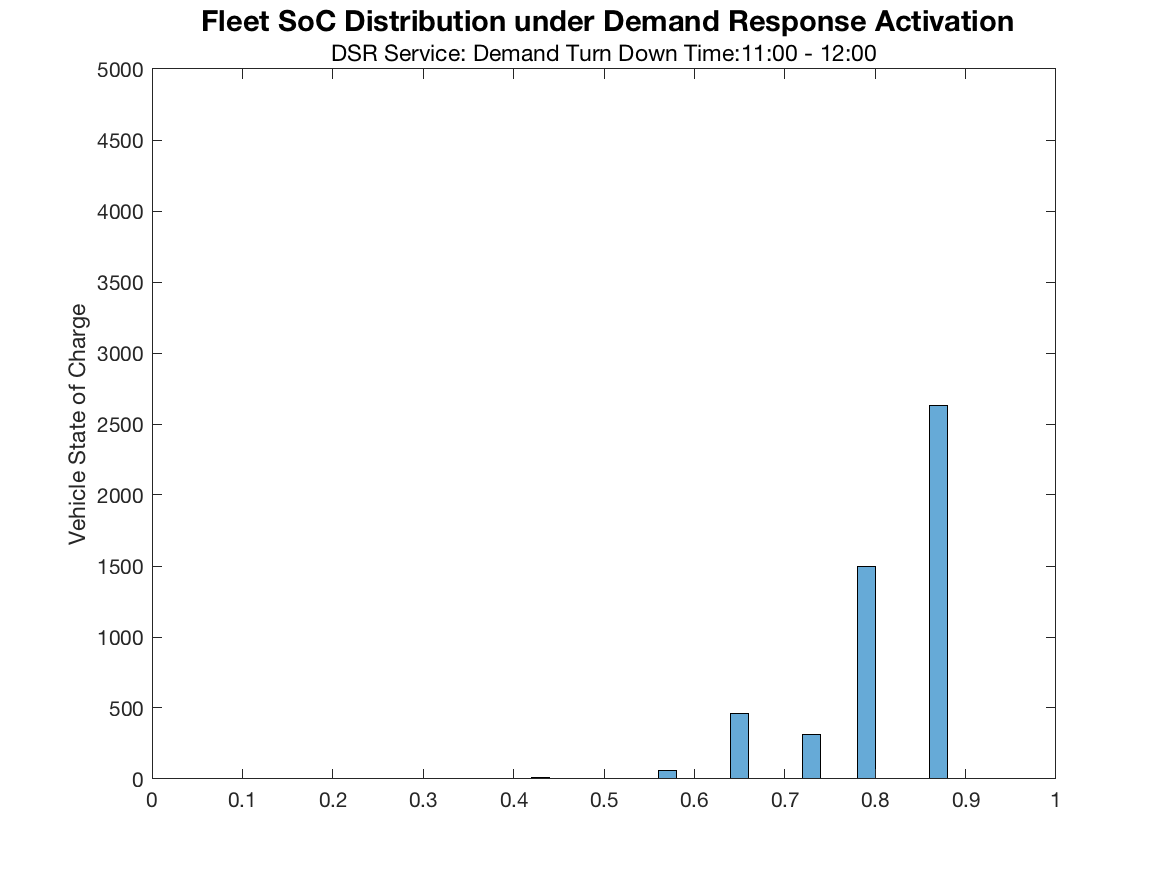 Fleet SoC Distribution under Demand Response Activation
DSR Service: Demand Turn Down Time:11:00 - 12:00
5000
4500
4000
3500
3000
2500
2000
1500
1000
500
0
Vehicle State of Charge
0 0.1 0.2 0.3 0.4 0.5 0.6 0.7 0.8 0.9 1